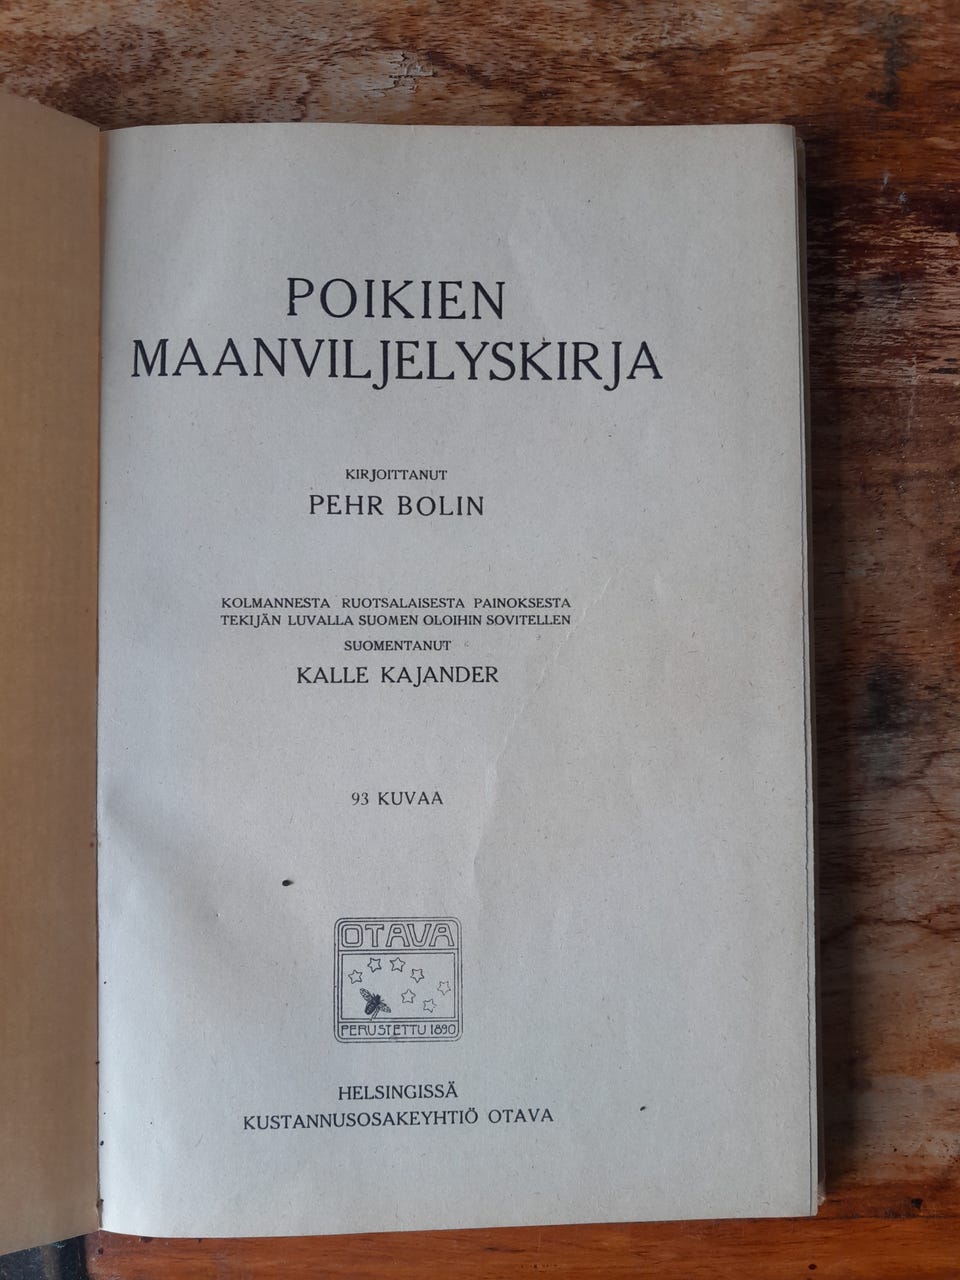 POIKIEN
MAANVILJELYSKIRJA
KIRJOITTANUT
PEHR BOLIN
KOLMANNESTA RUOTSALAISESTA PAINOKSESTA
TEKIJÄN LUVALLA SUOMEN OLOIHIN SOVITELLEN
SUOMENTANUT
KALLE KAJANDER
93 KUVAA
OTAVA
PERUSTETTU 1890
HELSINGISSÄ
KUSTANNUSOSAKEYHTIÖ OTAVA